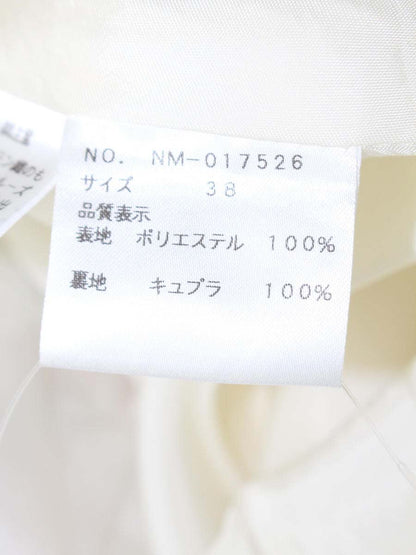 NO. NM-017526
サイズ 38
品質表示
表地 ポリエステル 100%
裏地 キュプラ 100%